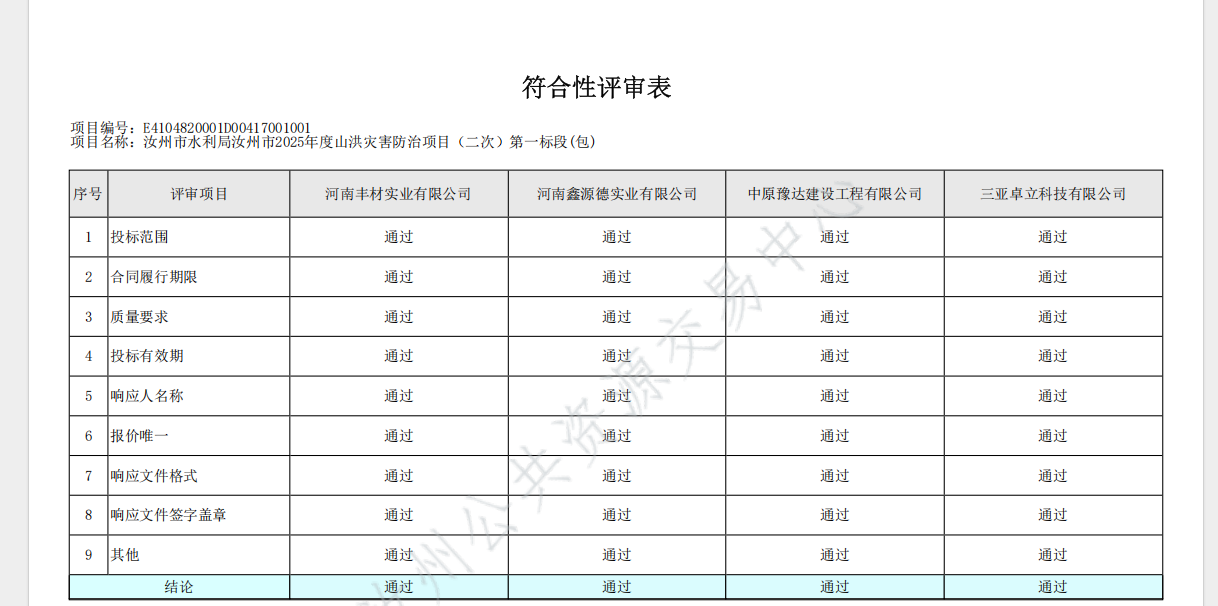 符合性评审表
项目编号：E4104820001D00417001001
项目名称：汝州市水利局汝州市2025年度山洪灾害防治项目（二次）第一标段(包)
序号 评审项目 河南丰材实业有限公司 河南鑫源德实业有限公司 中原豫达建设工程有限公司 三亚卓立科技有限公司
1 投标范围 通过 通过 通过 通过
2 合同履行期限 通过 通过 通过 通过
3 质量要求 通过 通过 通过 通过
4 投标有效期 通过 通过 通过 通过
5 响应人名称 通过 通过 通过 通过
6 报价唯一 通过 通过 通过 通过
7 响应文件格式 通过 通过 通过 通过
8 响应文件签字盖章 通过 通过 通过 通过
9 其他 通过 通过 通过 通过
结论 通过 通过 通过 通过
汝州公共资源交易中心